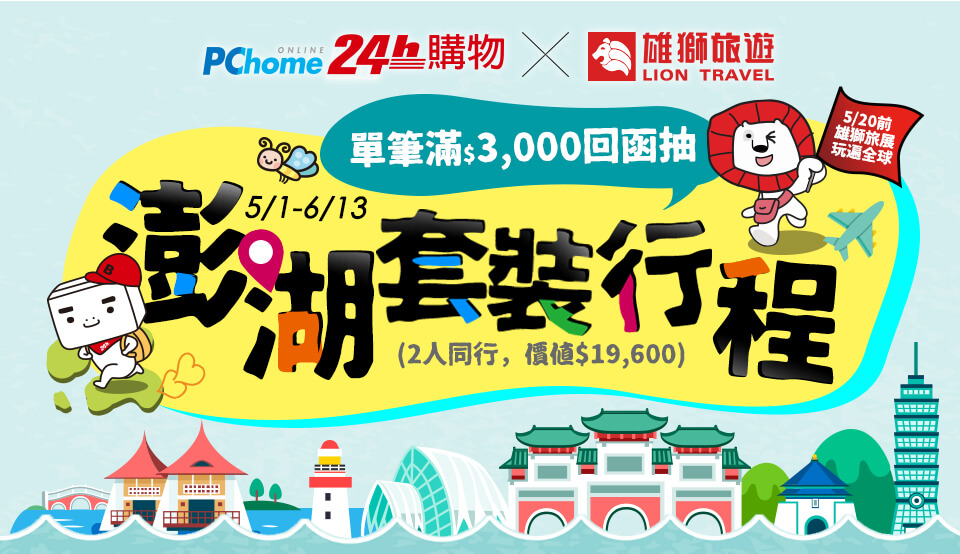 PChome ONLINE 24h購物 × 雄獅旅遊
LION TRAVEL
5/20前
雄獅旅展
玩遍全球
單筆滿$3,000回函抽
5/1-6/13
澎湖套裝行程
(2人同行，價值$19,600)
B
24h